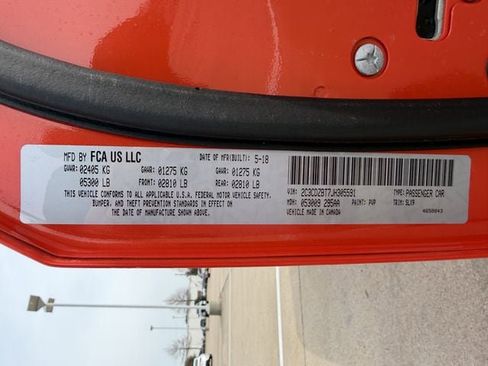 MFD BY FCA US LLC
DATE OF MFR(BUILT): 5-18
GVWR: 02405 KG GAWR: 01275 KG GAWR: 01275 KG
05300 LB FRONT: 02810 LB REAR: 02810 LB
THIS VEHICLE CONFORMS TO ALL APPLICABLE U.S.A. FEDERAL MOTOR VEHICLE SAFETY,
BUMPER, AND THEFT PREVENTION STANDARDS IN EFFECT ON
THE DATE OF MANUFACTURE SHOWN ABOVE.
VIN: 2C3CDZBT7JH305591 TYPE: PASSENGER CAR
MDH: 053009 295AA PAINT: PVP TRIM: SLX9
VEHICLE MADE IN CANADA